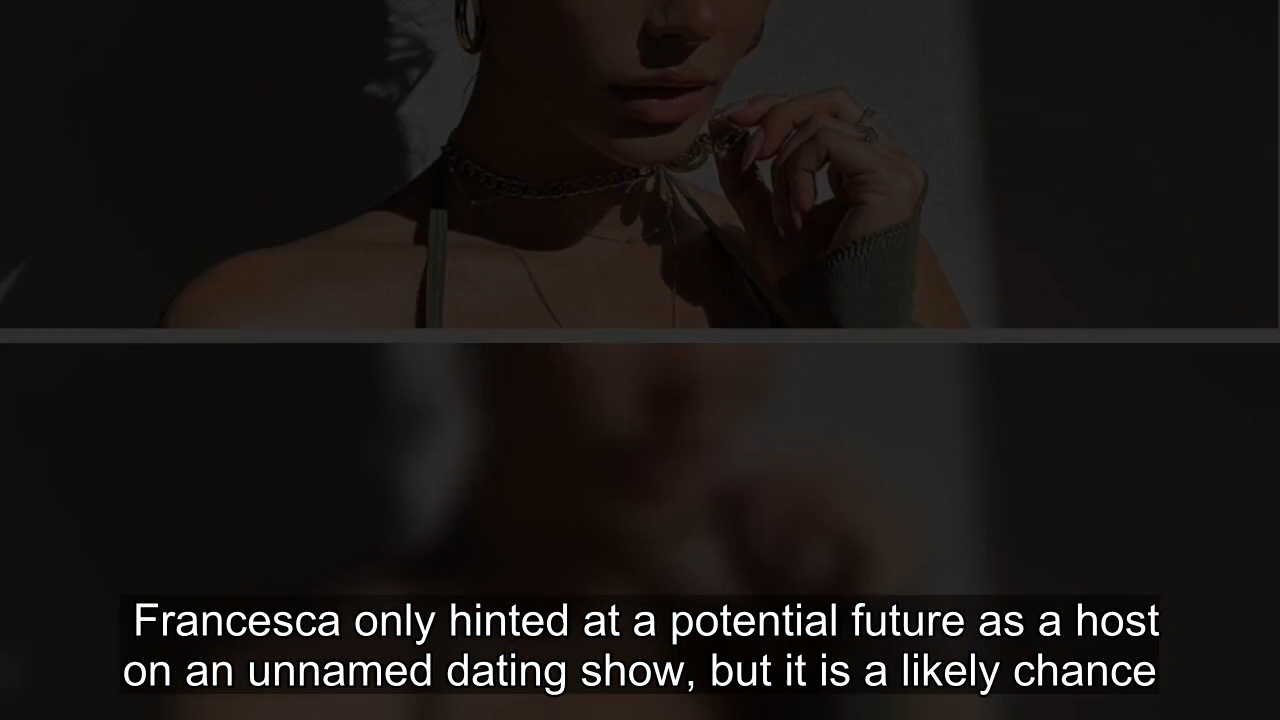 Francesca only hinted at a potential future as a host
on an unnamed dating show, but it is a likely chance